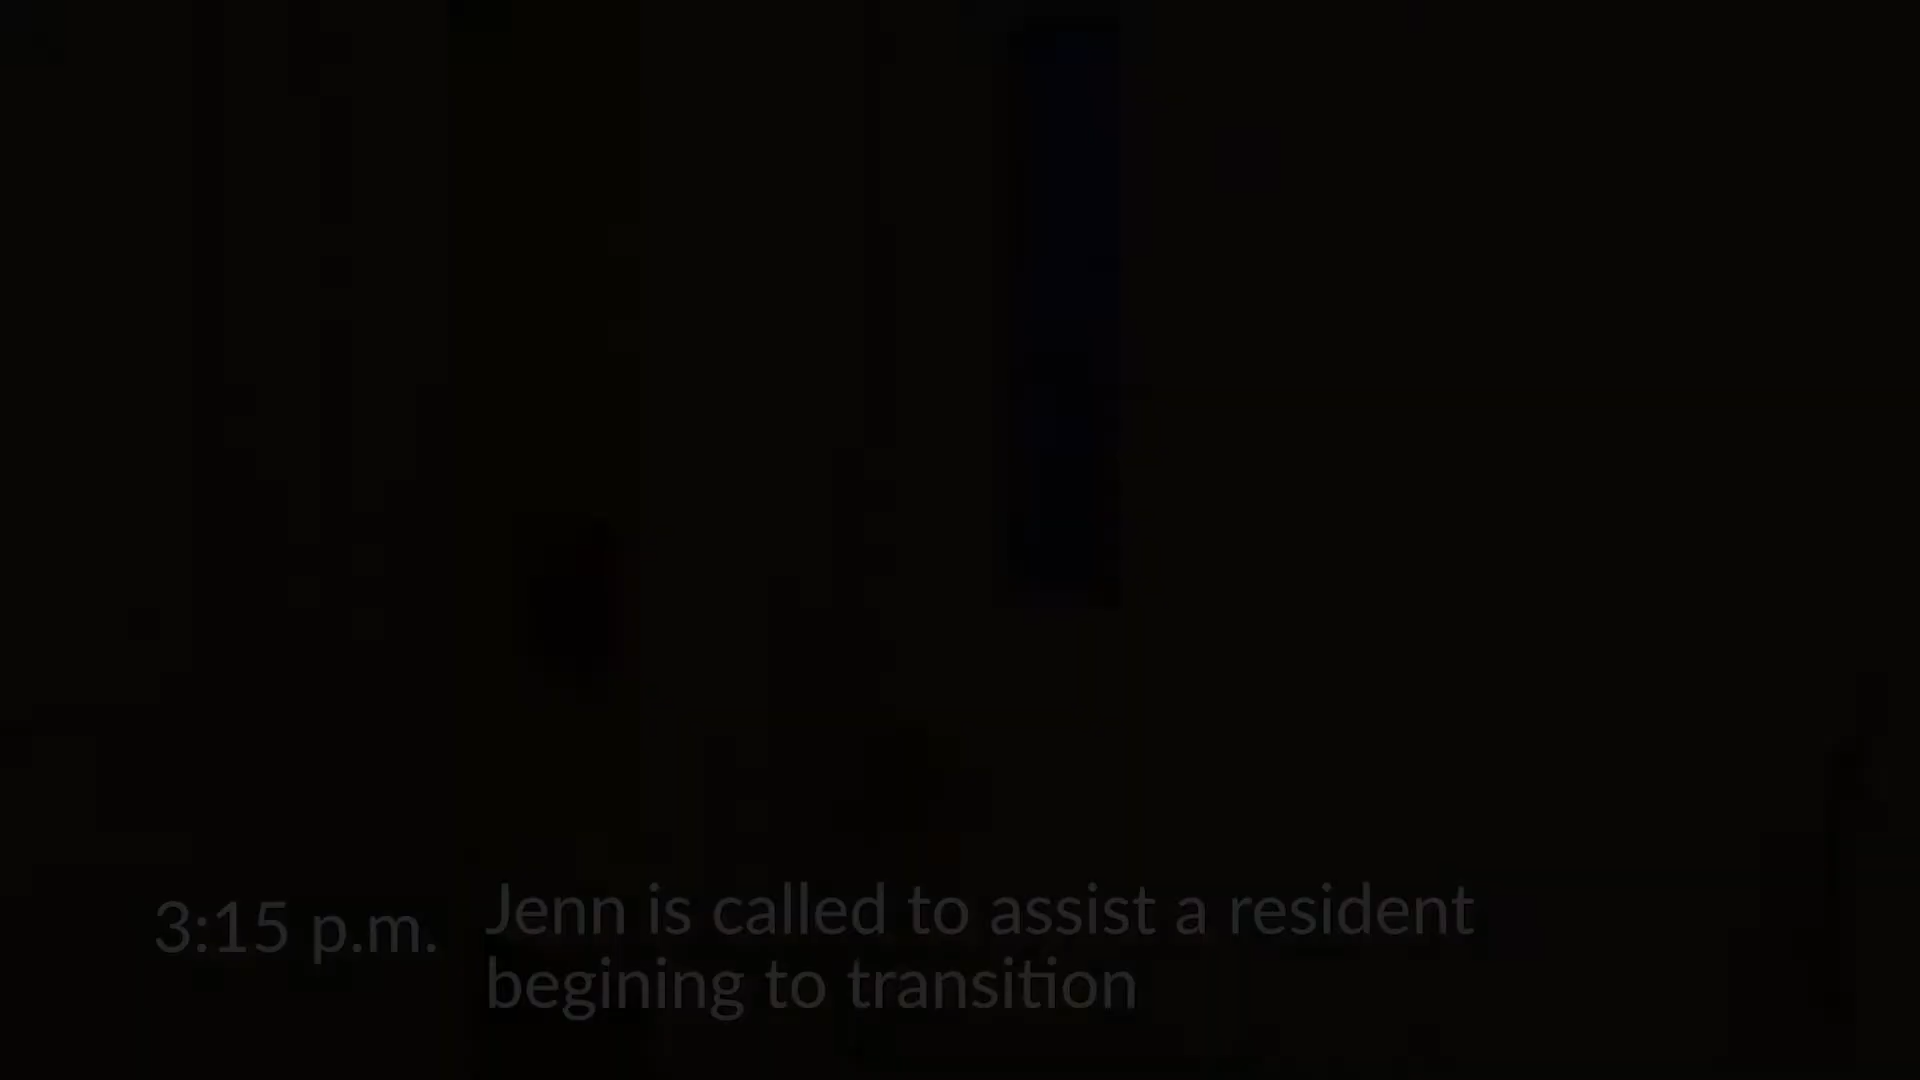 3:15 p.m.
Jenn is called to assist a resident
begining to transition